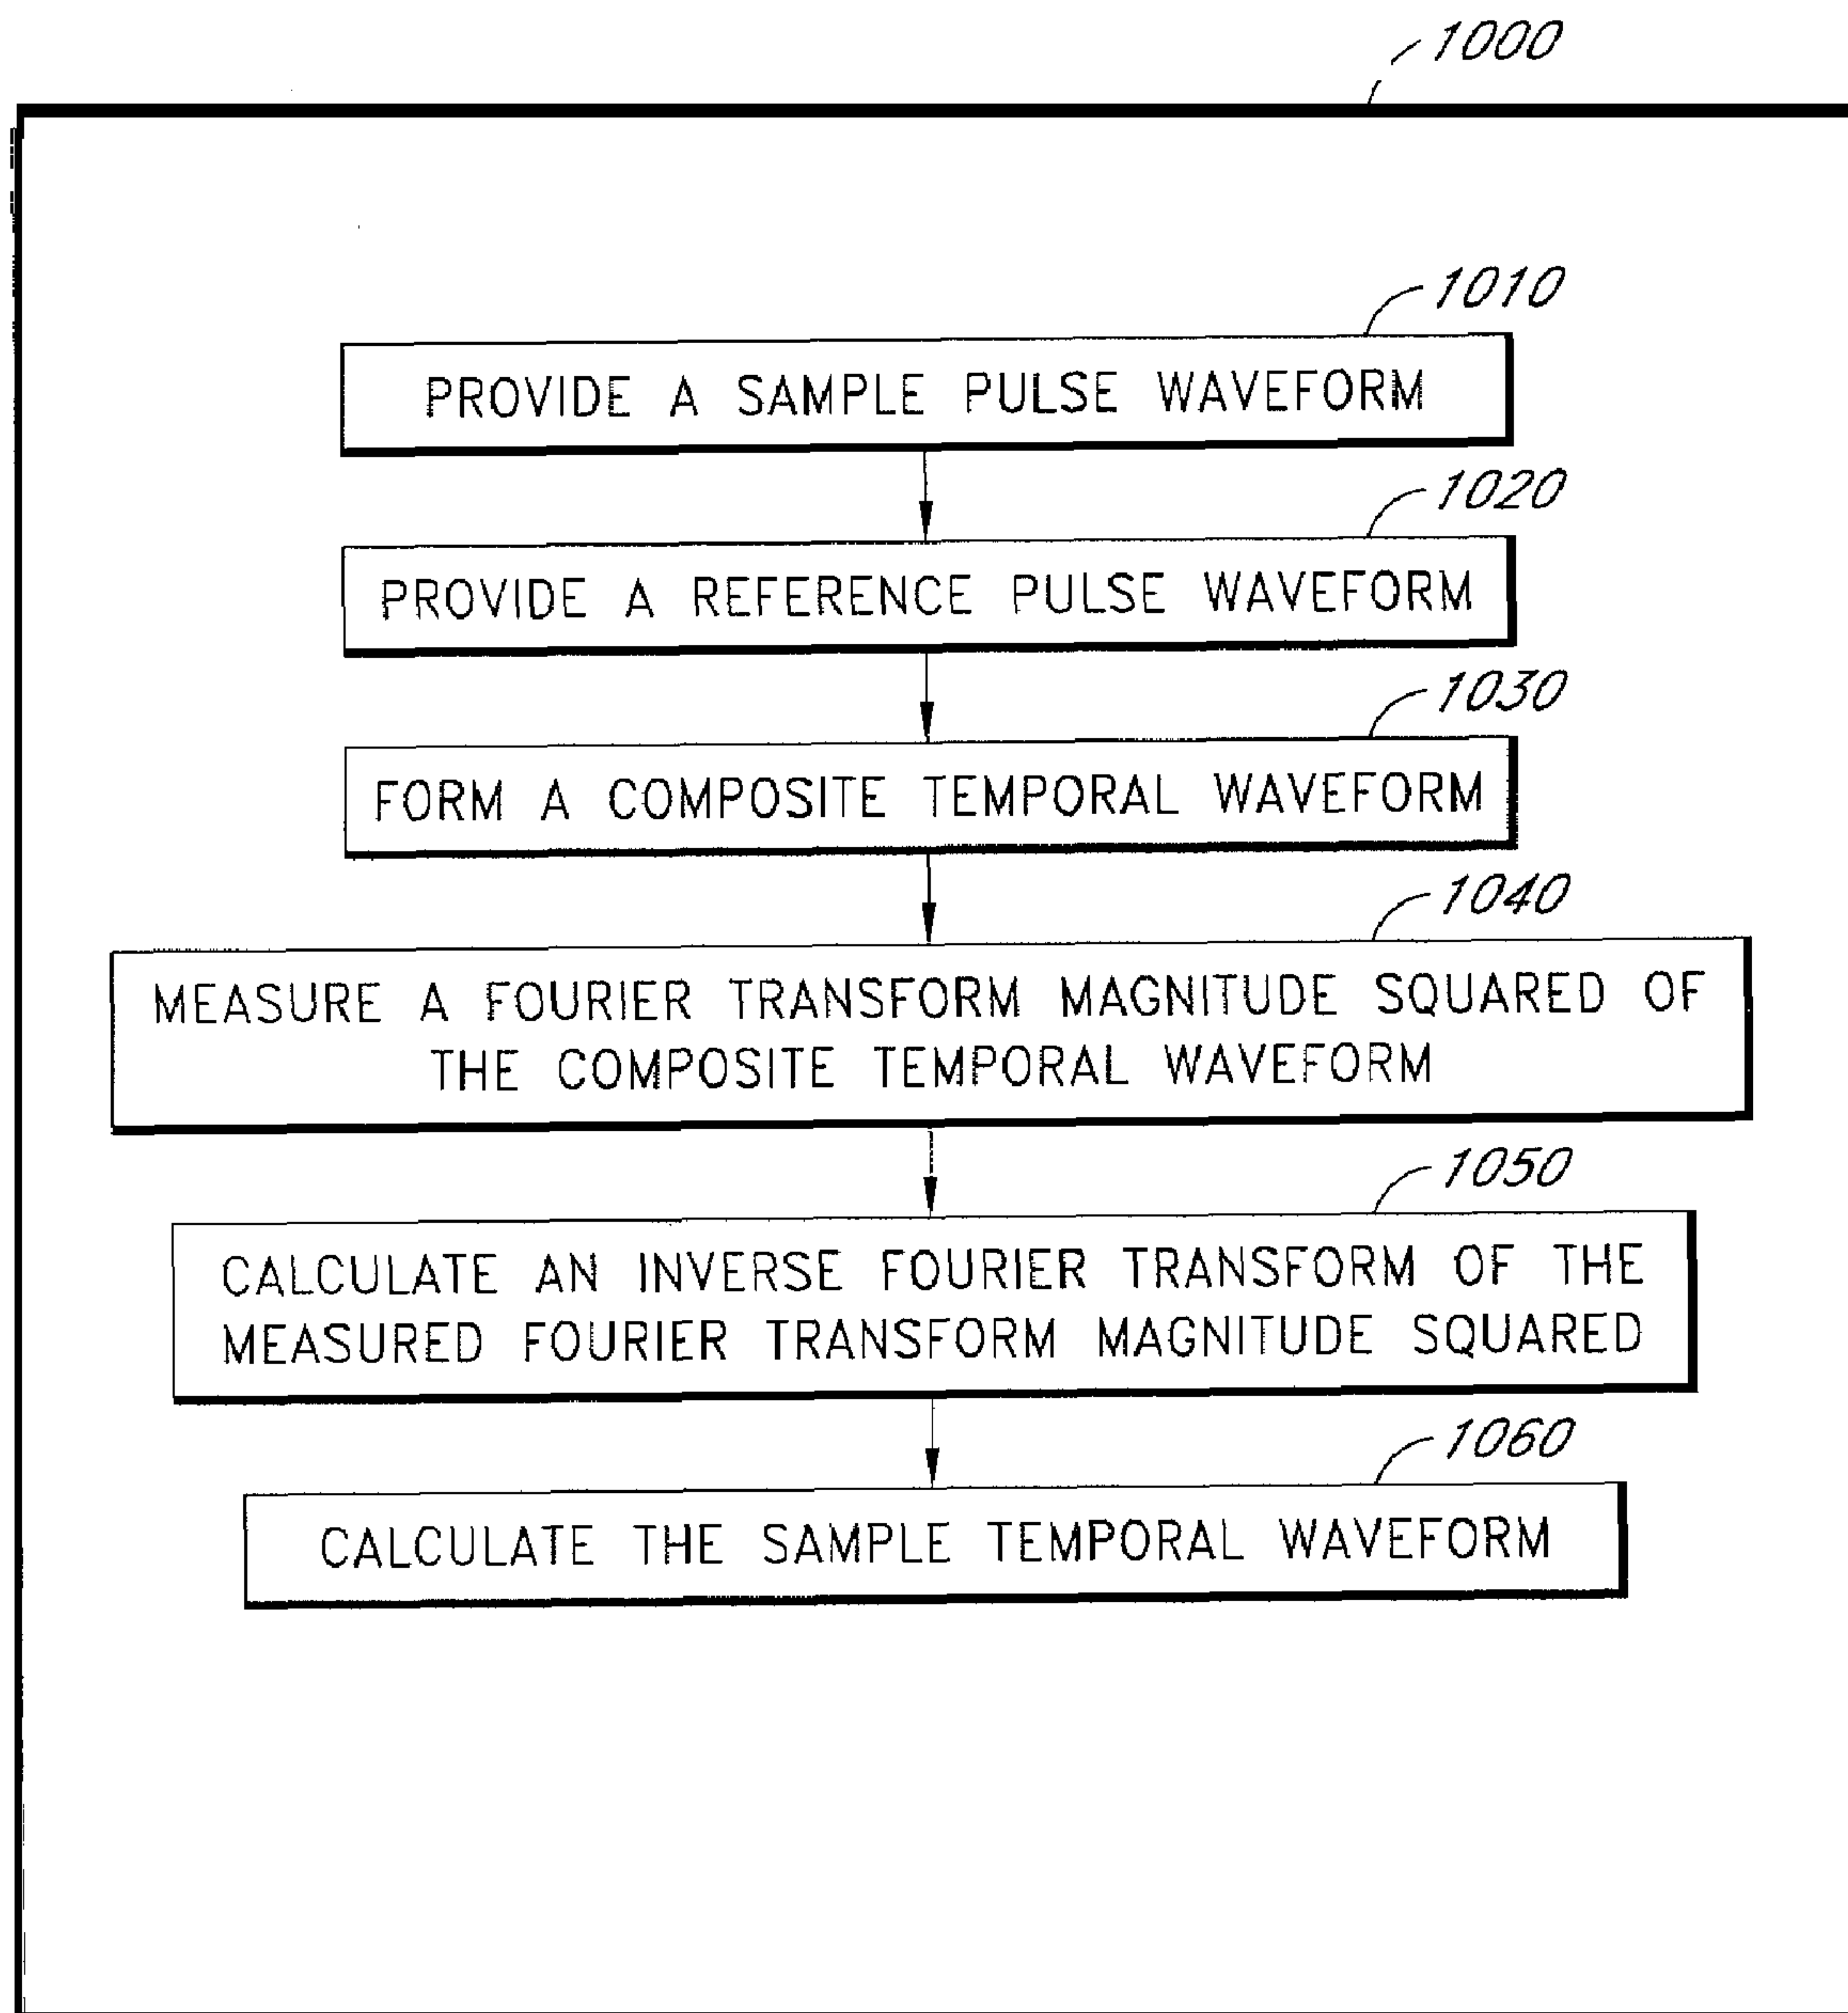 1000
1010
PROVIDE A SAMPLE PULSE WAVEFORM
1020
PROVIDE A REFERENCE PULSE WAVEFORM
1030
FORM A COMPOSITE TEMPORAL WAVEFORM
1040
MEASURE A FOURIER TRANSFORM MAGNITUDE SQUARED OF
THE COMPOSITE TEMPORAL WAVEFORM
1050
CALCULATE AN INVERSE FOURIER TRANSFORM OF THE
MEASURED FOURIER TRANSFORM MAGNITUDE SQUARED
1060
CALCULATE THE SAMPLE TEMPORAL WAVEFORM